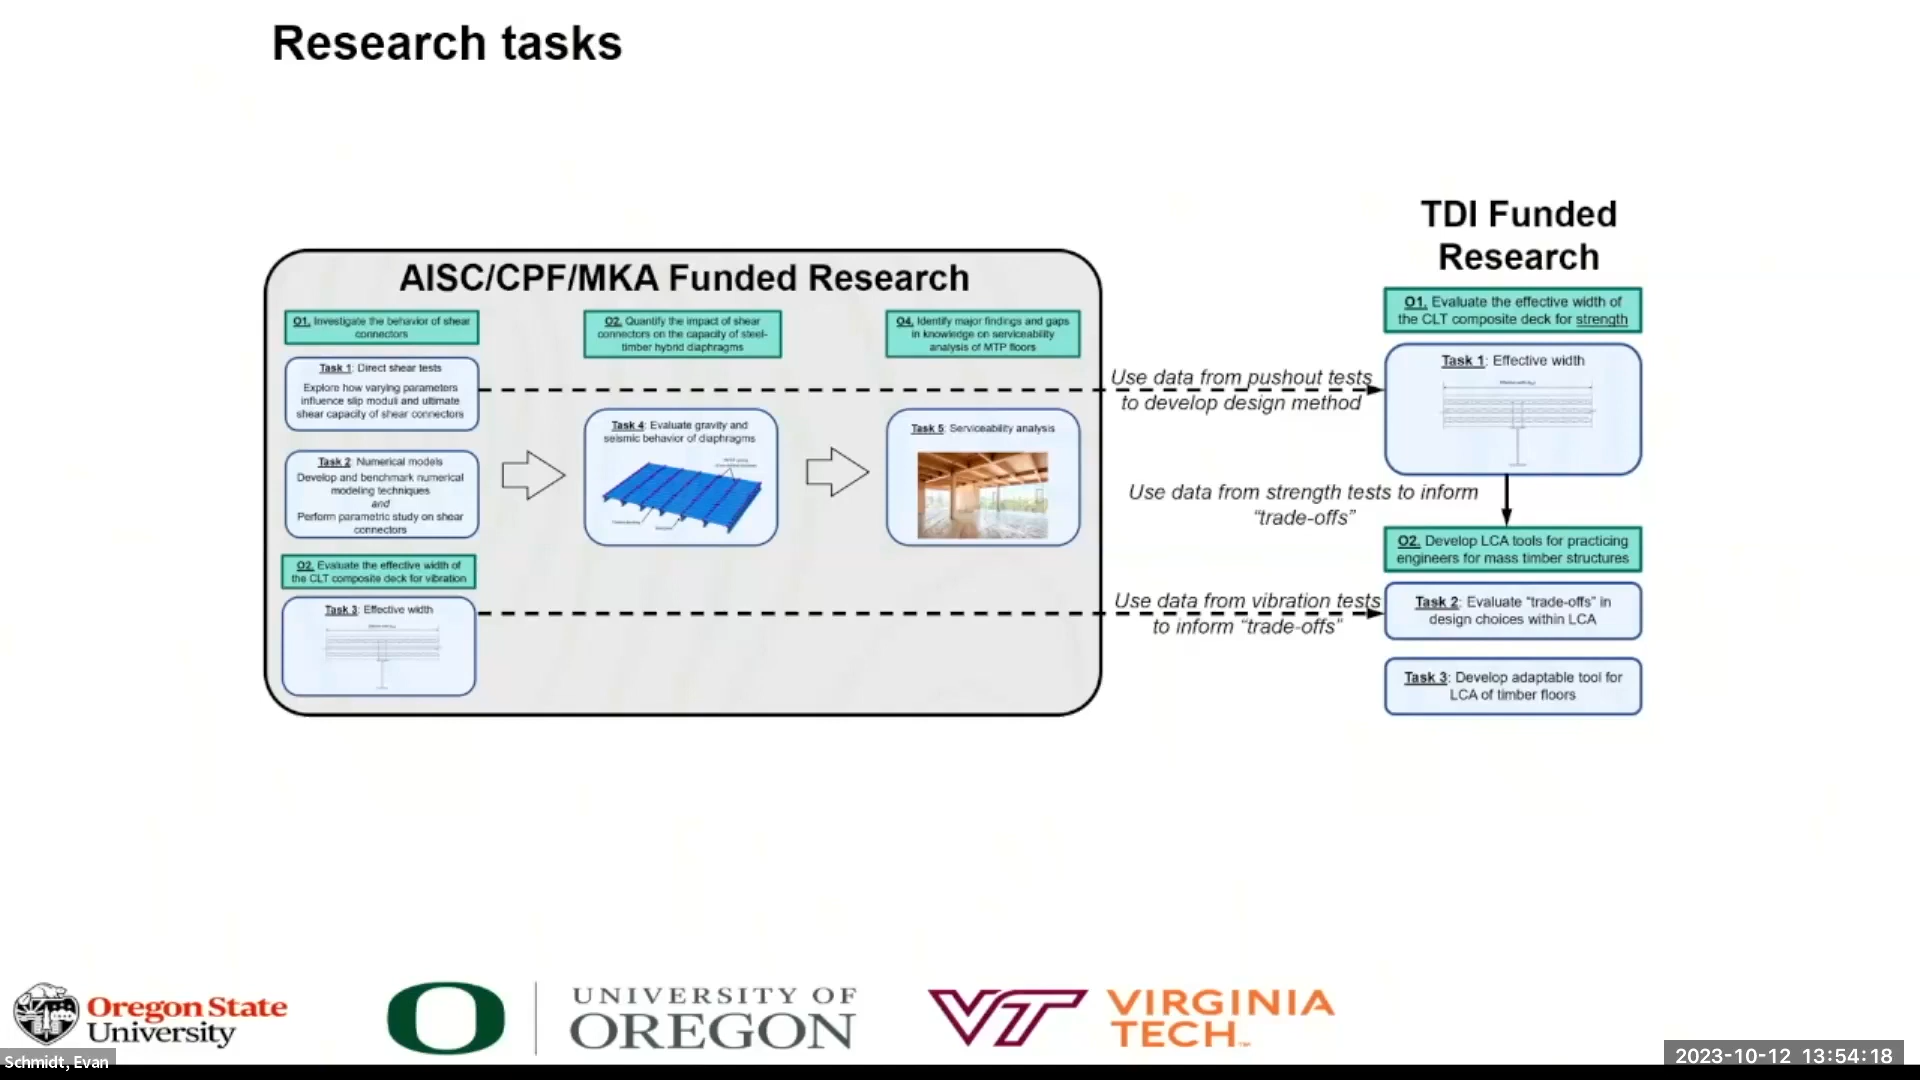 Research tasks
AISC/CPF/MKA Funded Research
O1. Investigate the behavior of shear
connectors
Task 1: Direct shear tests
Explore how varying parameters
influence slip moduli and ultimate
shear capacity of shear connectors
Task 2: Numerical models
Develop and benchmark numerical
modeling techniques
and
Perform parametric study on shear
connectors
O2. Evaluate the effective width of
the CLT composite deck for vibration
Task 3: Effective width
O2. Quantify the impact of shear
connectors on the capacity of steel-
timber hybrid diaphragms
Task 4: Evaluate gravity and
seismic behavior of diaphragms
O4. Identify major findings and gaps
in knowledge on serviceability
analysis of MTP floors
Task 5: Serviceability analysis
Use data from pushout tests
to develop design method
Use data from strength tests to inform
“trade-offs”
Use data from vibration tests
to inform “trade-offs”
TDI Funded
Research
O1. Evaluate the effective width of
the CLT composite deck for strength
Task 1: Effective width
O2. Develop LCA tools for practicing
engineers for mass timber structures
Task 2: Evaluate “trade-offs” in
design choices within LCA
Task 3: Develop adaptable tool for
LCA of timber floors
Oregon State
University
O
UNIVERSITY OF
OREGON
VT
VIRGINIA
TECH™
Schmidt, Evan
2023-10-12 13:54:18